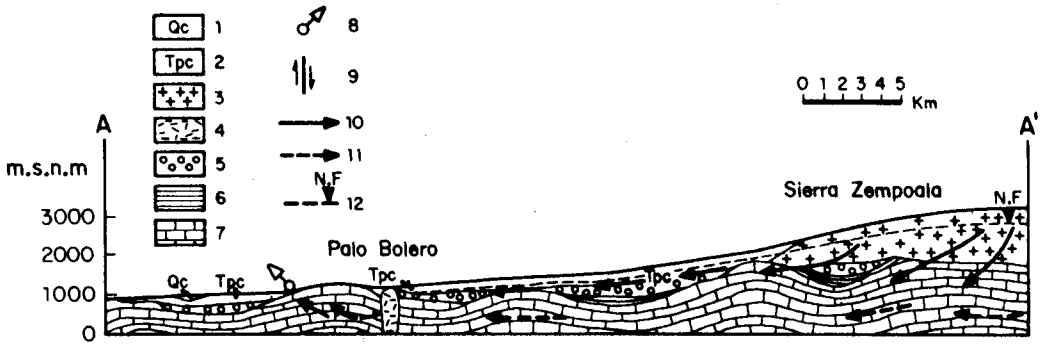 Qc 1
Tpc 2
3
4
5
6
7
8
9
10
11
N.F
12
0 1 2 3 4 5
Km
A
A'
m.s.n.m
3000
2000
1000
0
Sierra Zempoala
N.F
Palo Bolero
Qc
Tpc
Tpc
Tpc